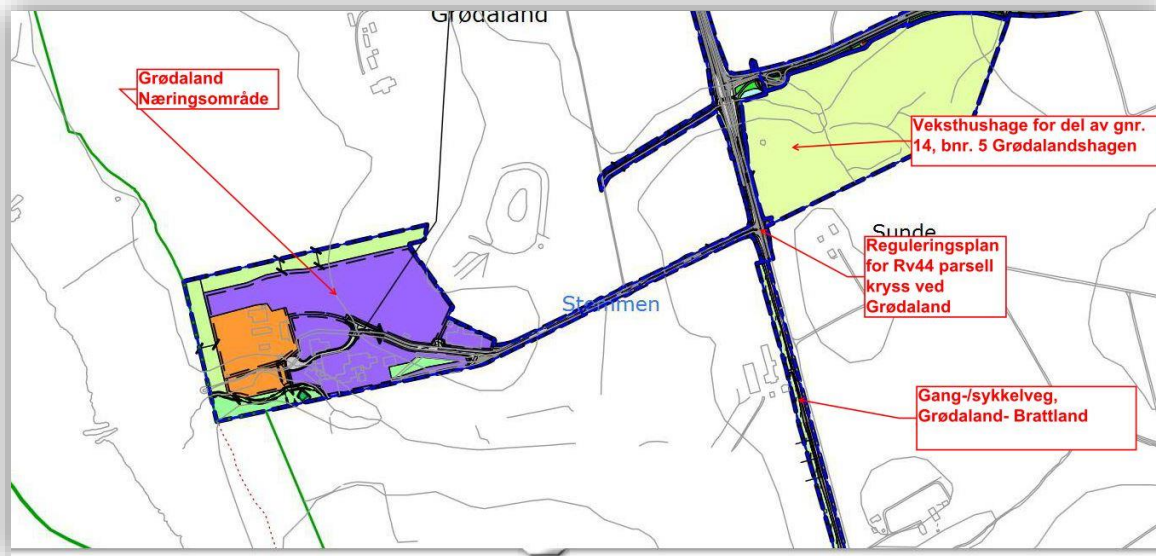 Grødaland
Grødaland
Næringsområde
Veksthushage for del av gnr.
14, bnr. 5 Grødalandshagen
Sunde
Reguleringsplan
for Rv44 parsell
kryss ved
Grødaland
Stemmen
Gang-/sykkelveg,
Grødaland- Brattland